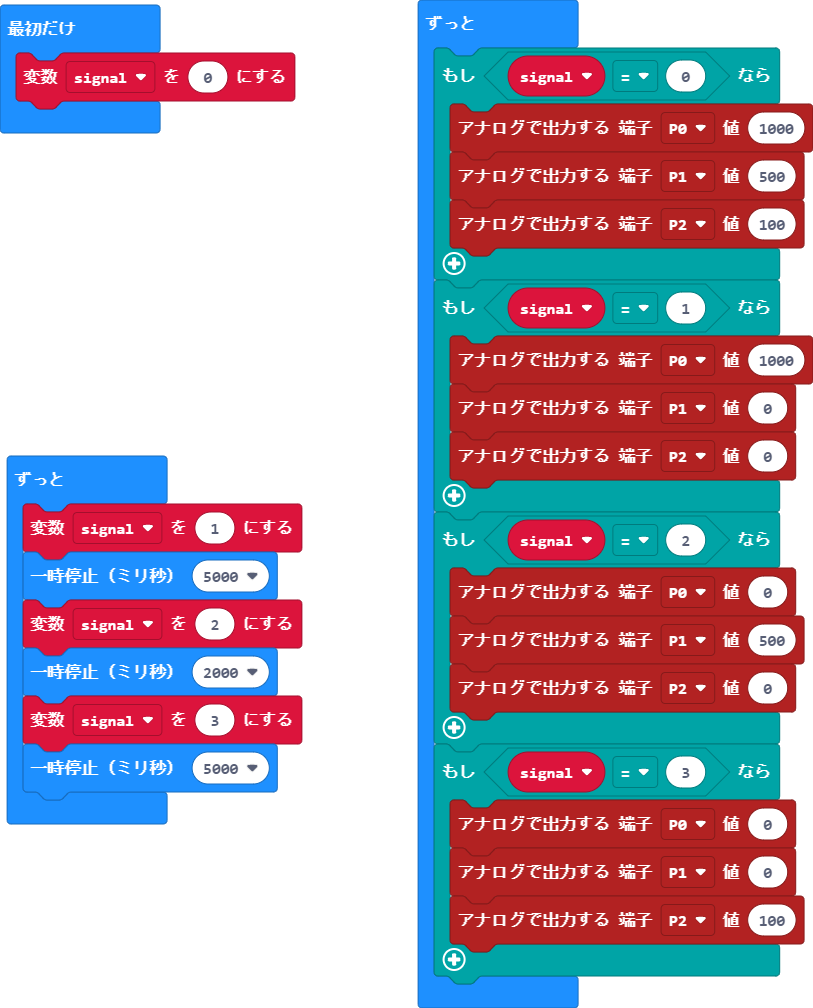 最初だけ
変数 signal を 0 にする
ずっと
変数 signal を 1 にする
一時停止（ミリ秒） 5000
変数 signal を 2 にする
一時停止（ミリ秒） 2000
変数 signal を 3 にする
一時停止（ミリ秒） 5000
ずっと
もし signal = 0 なら
アナログで出力する 端子 P0 値 1000
アナログで出力する 端子 P1 値 500
アナログで出力する 端子 P2 値 100
もし signal = 1 なら
アナログで出力する 端子 P0 値 1000
アナログで出力する 端子 P1 値 0
アナログで出力する 端子 P2 値 0
もし signal = 2 なら
アナログで出力する 端子 P0 値 0
アナログで出力する 端子 P1 値 500
アナログで出力する 端子 P2 値 0
もし signal = 3 なら
アナログで出力する 端子 P0 値 0
アナログで出力する 端子 P1 値 0
アナログで出力する 端子 P2 値 100